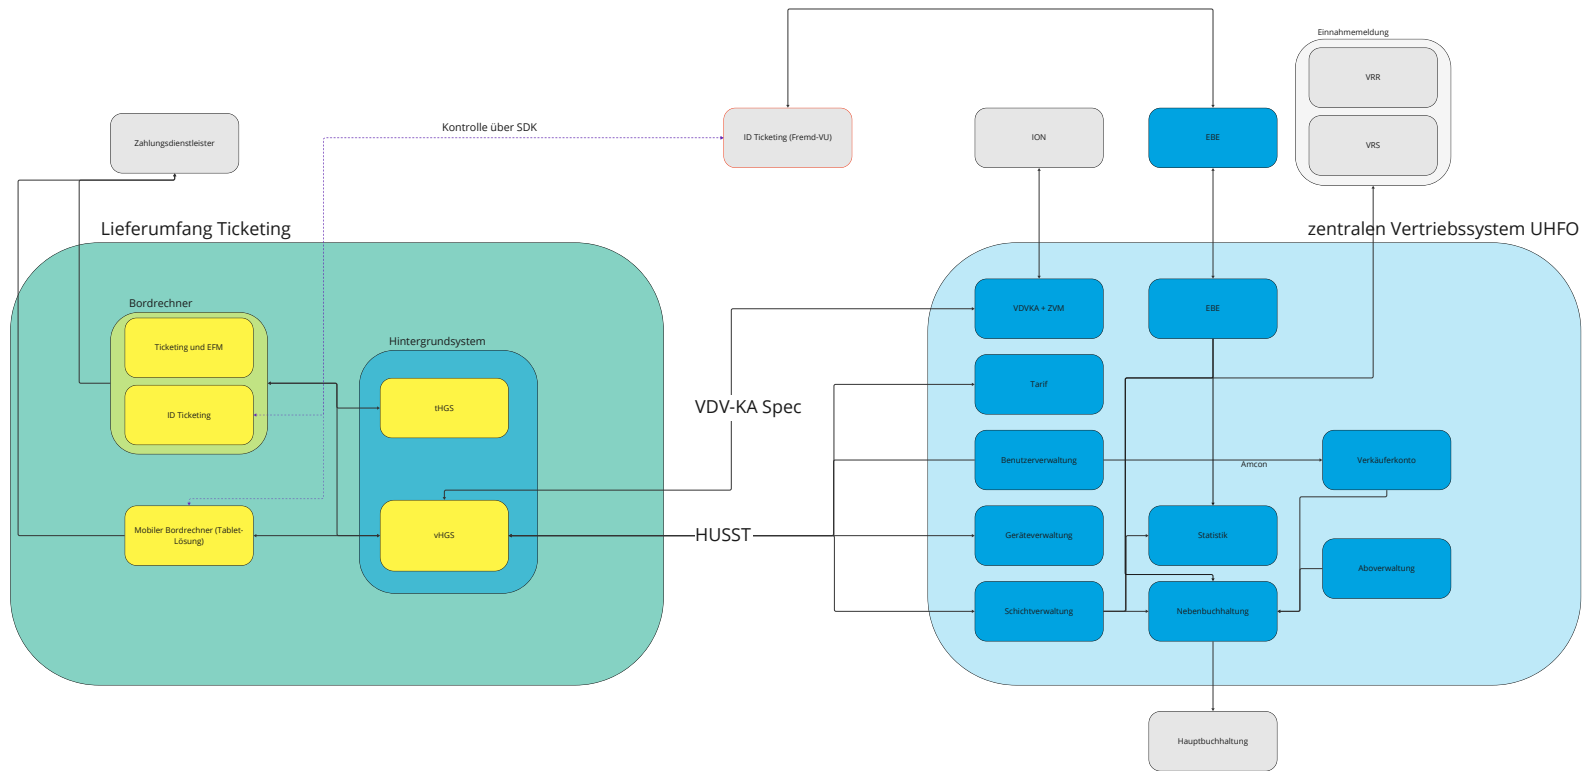 Einnahmemeldung
VRR
Kontrolle über SDK
Zahlungsdienstleister
ID Ticketing (Fremd-VU)
ION
EBE
VRS
Lieferumfang Ticketing
zentralen Vertriebssystem UHFO
Bordrechner
Ticketing und EFM
ID Ticketing
Hintergrundsystem
tHGS
vHGS
Mobiler Bordrechner (Tablet-
Lösung)
VDV-KA Spec
HUSST
VDVKA + ZVM
EBE
Tarif
Benutzerverwaltung
Amcon
Verkäuferkonto
Geräteverwaltung
Statistik
Aboverwaltung
Schichtverwaltung
Nebenbuchhaltung
Hauptbuchhaltung